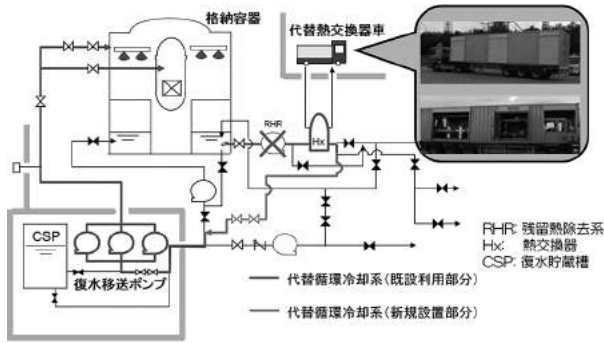 格納容器
代替熱交換器車
RHR
Hx
CSP
復水移送ポンプ
RHR: 残留熱除去系
Hx: 熱交換器
CSP: 復水貯蔵槽
代替循環冷却系(既設利用部分)
代替循環冷却系(新規設置部分)